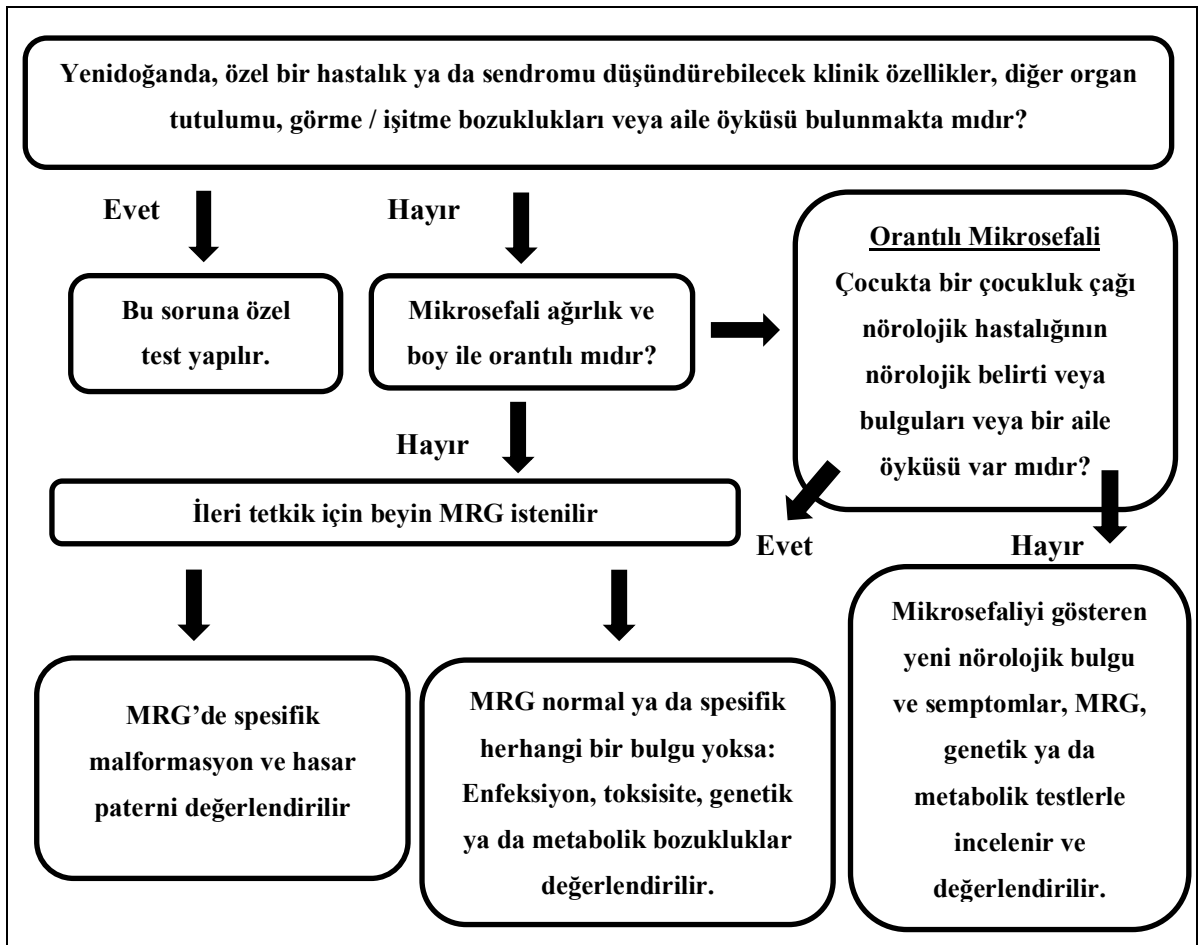 Yenidoğanda, özel bir hastalık ya da sendromu düşündürebilecek klinik özellikler, diğer organ
tutulumu, görme / işitme bozuklukları veya aile öyküsü bulunmakta mıdır?
Evet
Hayır
Bu soruna özel
test yapılır.
Mikrosefali ağırlık ve
boy ile orantılı mıdır?
Orantılı Mikrosefali
Çocukta bir çocukluk çağı
nörolojik hastalığının
nörolojik belirti veya
bulguları veya bir aile
öyküsü var mıdır?
Hayır
İleri tetkik için beyin MRG istenilir
Evet
Hayır
MRG’de spesifik
malformasyon ve hasar
paterni değerlendirilir
MRG normal ya da spesifik
herhangi bir bulgu yoksa:
Enfeksiyon, toksisite, genetik
ya da metabolik bozukluklar
değerlendirilir.
Mikrosefaliyi gösteren
yeni nörolojik bulgu
ve semptomlar, MRG,
genetik ya da
metabolik testlerle
incelenir ve
değerlendirilir.